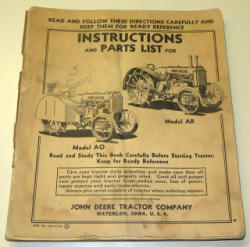 READ AND FOLLOW THESE DIRECTIONS CAREFULLY AND
KEEP THEM FOR READY REFERENCE
INSTRUCTIONS
AND PARTS LIST FOR
Model AR
Model AO
Read and Study This Book Carefully Before Starting Tractor.
Keep for Ready Reference
Give your tractor daily attention and make sure that all
parts are kept tight and properly oiled. Good oil and proper
care protect your tractor from undue wear, loss of power,
repair expense and early replacements.
Always give serial number of tractor when ordering repairs.
JOHN DEERE TRACTOR COMPANY
WATERLOO, IOWA, U. S. A.